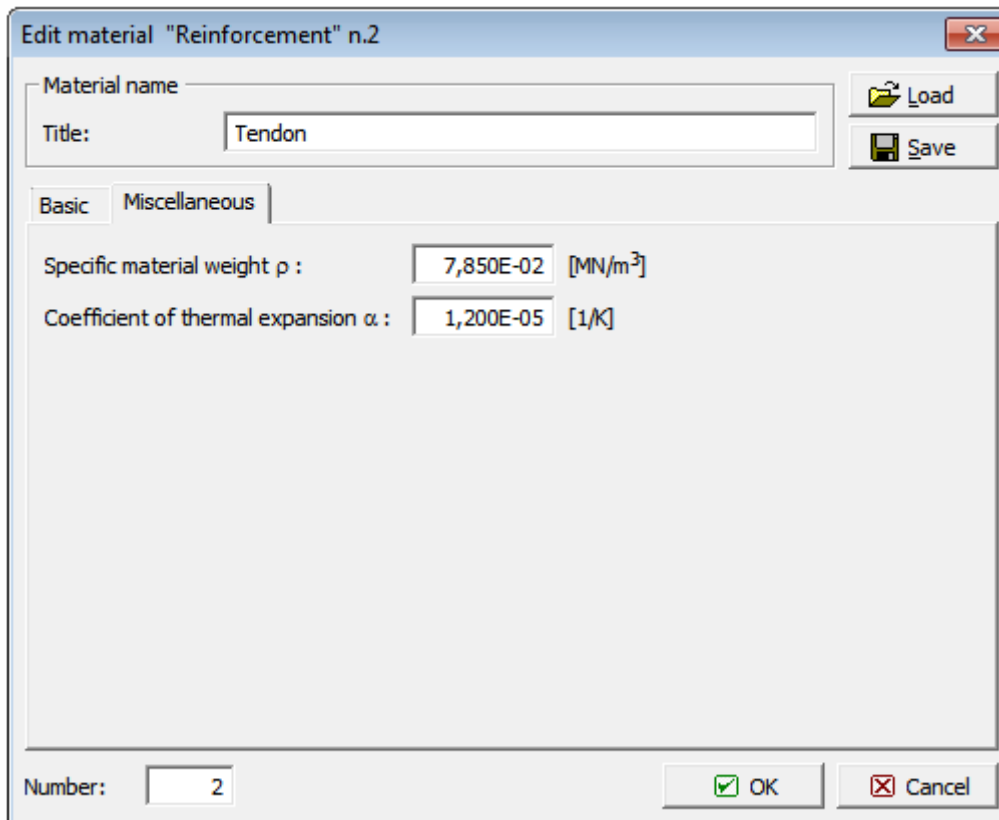 Edit material "Reinforcement" n.2
Material name
Title: Tendon
Load
Save
Basic Miscellaneous
Specific material weight ρ : 7,850E-02 [MN/m³]
Coefficient of thermal expansion α : 1,200E-05 [1/K]
Number: 2 OK Cancel